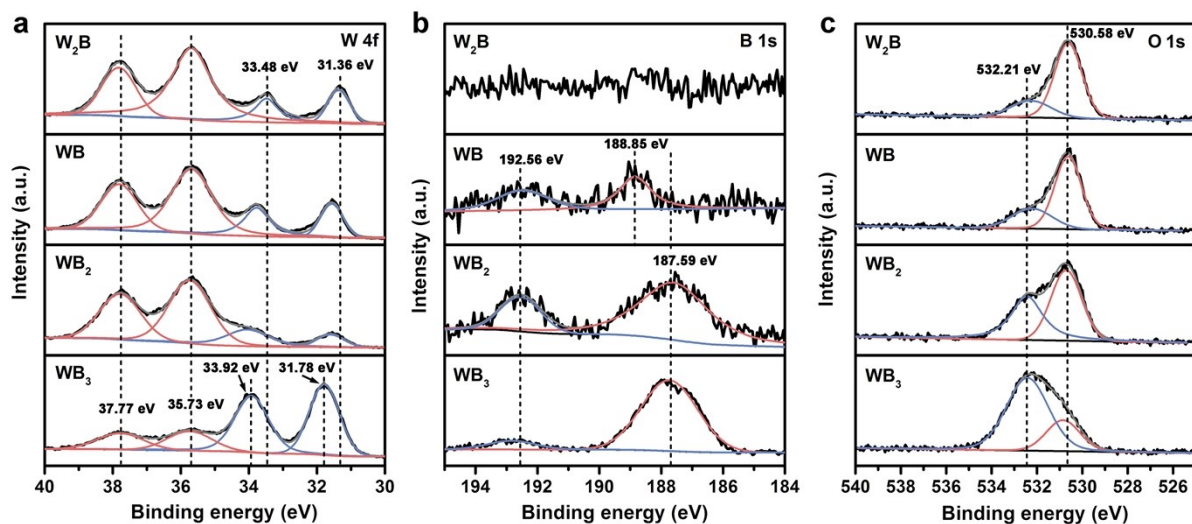 a
W 4f
W₂B
33.48 eV
31.36 eV
WB
WB₂
WB₃
37.77 eV
35.73 eV
33.92 eV
31.78 eV
Intensity (a.u.)
40
38
36
34
32
30
Binding energy (eV)
b
B 1s
W₂B
WB
192.56 eV
188.85 eV
WB₂
187.59 eV
WB₃
Intensity (a.u.)
194
192
190
188
186
184
Binding energy (eV)
c
O 1s
W₂B
532.21 eV
530.58 eV
WB
WB₂
WB₃
Intensity (a.u.)
540
538
536
534
532
530
528
526
Binding energy (eV)